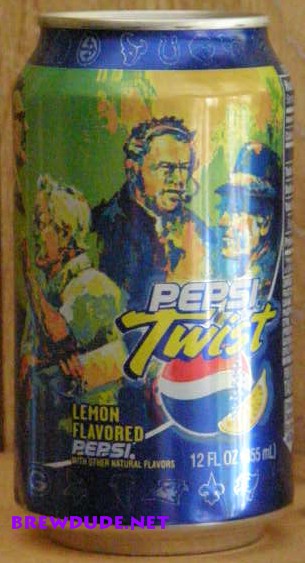 PEPSI
Twist
LEMON
FLAVORED
PEPSI.
WITH OTHER NATURAL FLAVORS
12 FL OZ (355 mL)
BREWDUDE.NET